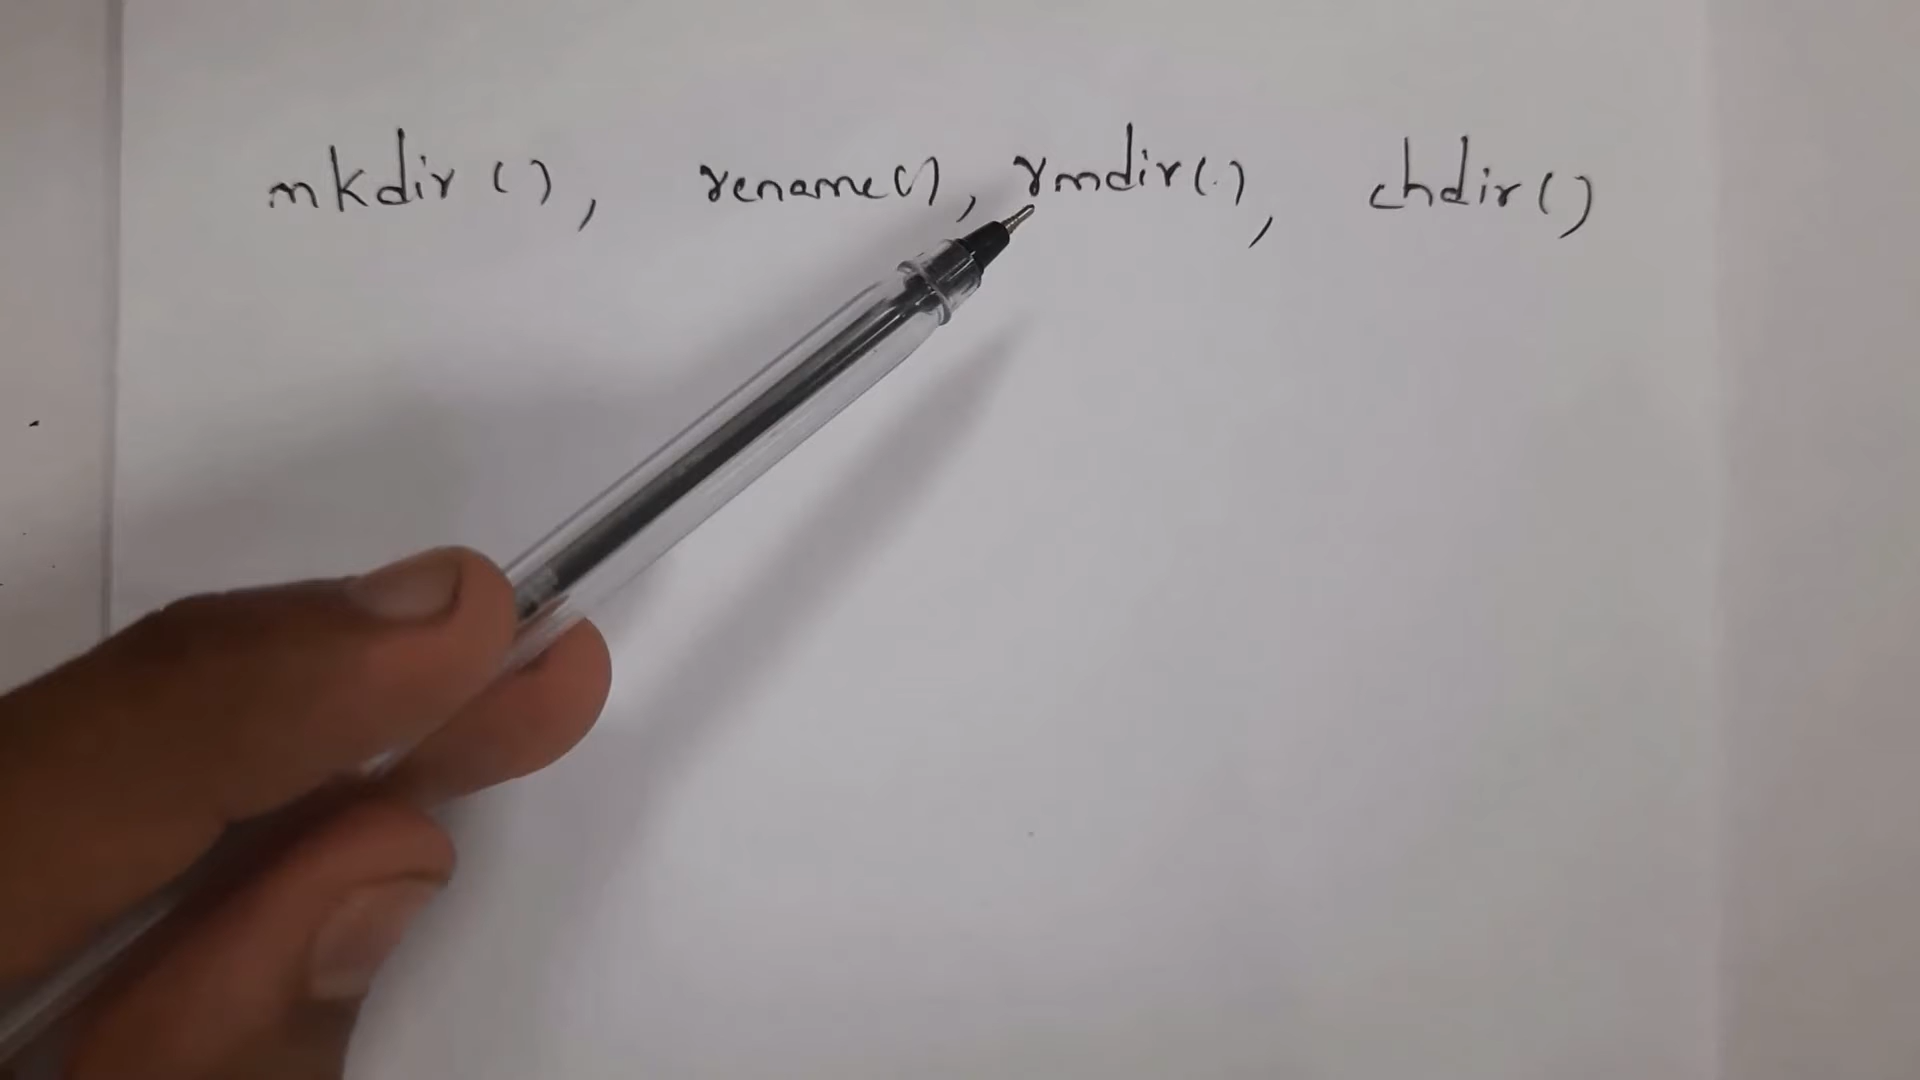 mkdir (), rename(), rmdir(), chdir()